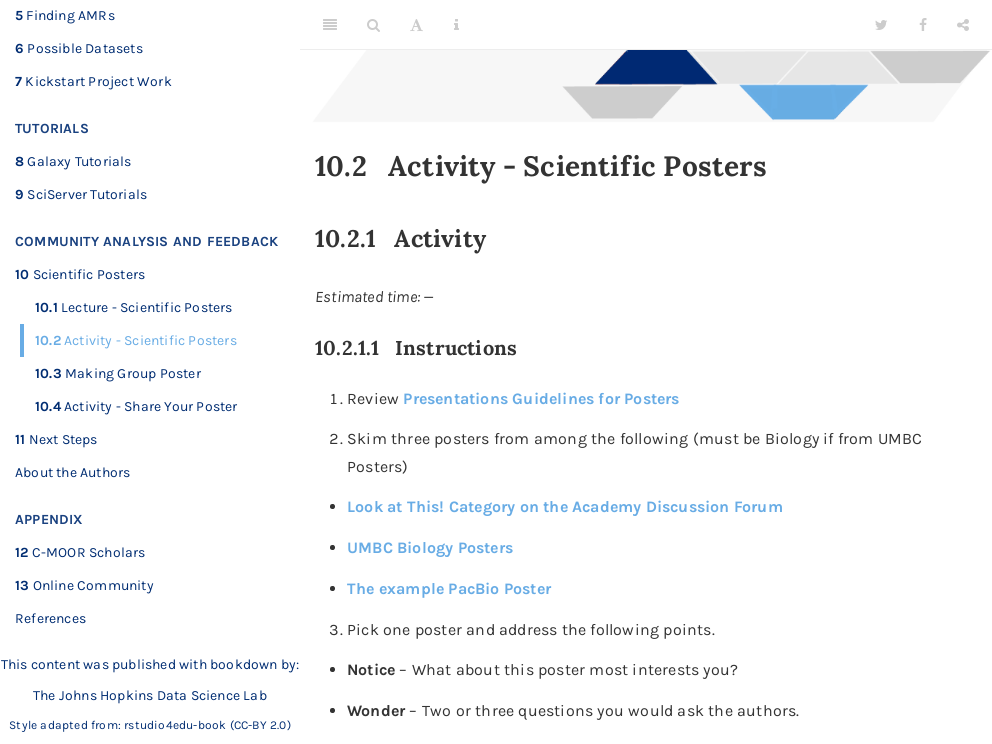 5 Finding AMRs
6 Possible Datasets
7 Kickstart Project Work
TUTORIALS
8 Galaxy Tutorials
9 SciServer Tutorials
COMMUNITY ANALYSIS AND FEEDBACK
10 Scientific Posters
10.1 Lecture - Scientific Posters
10.2 Activity - Scientific Posters
10.3 Making Group Poster
10.4 Activity - Share Your Poster
11 Next Steps
About the Authors
APPENDIX
12 C-MOOR Scholars
13 Online Community
References
This content was published with bookdown by:
The Johns Hopkins Data Science Lab
Style adapted from: rstudio4edu-book (CC-BY 2.0)
10.2 Activity - Scientific Posters
10.2.1 Activity
Estimated time: —
10.2.1.1 Instructions
1. Review Presentations Guidelines for Posters
2. Skim three posters from among the following (must be Biology if from UMBC
Posters)
• Look at This! Category on the Academy Discussion Forum
• UMBC Biology Posters
• The example PacBio Poster
3. Pick one poster and address the following points.
• Notice – What about this poster most interests you?
• Wonder – Two or three questions you would ask the authors.